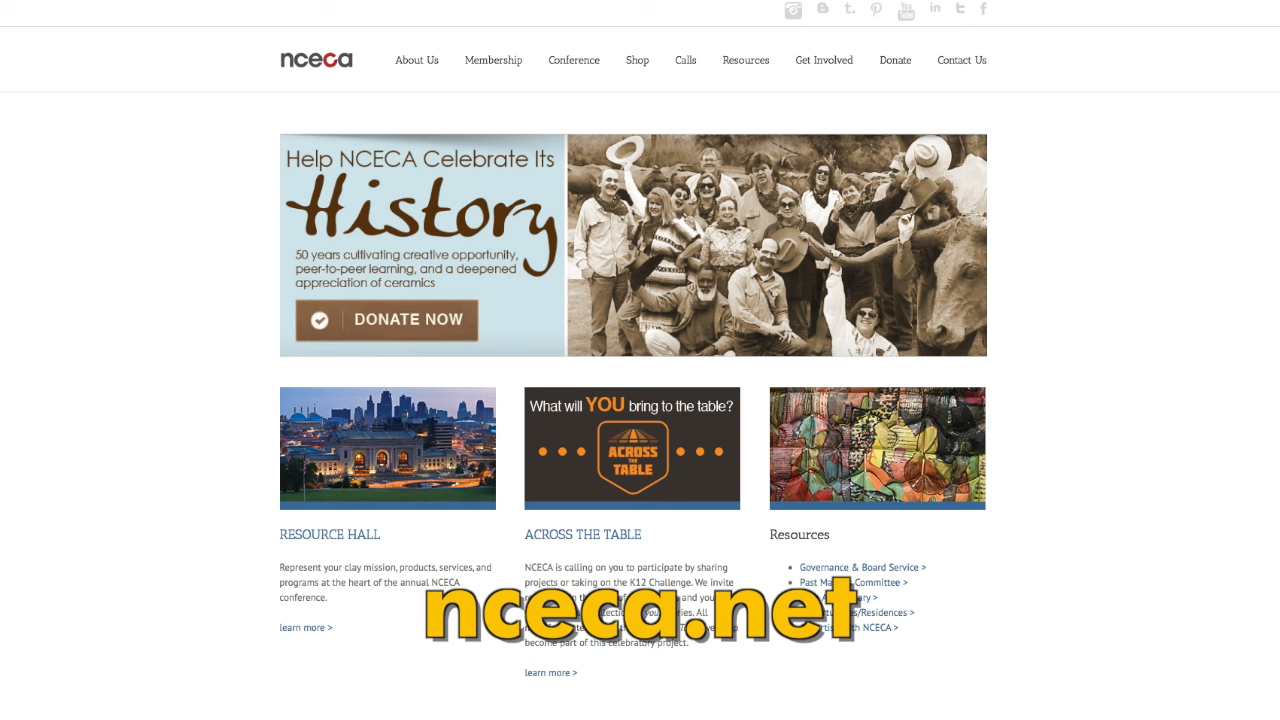 nceca
About Us Membership Conference Shop Calls Resources Get Involved Donate Contact Us
Help NCECA Celebrate Its
History
50 years cultivating creative opportunity,
peer-to-peer learning, and a deepened
appreciation of ceramics
DONATE NOW
What will YOU bring to the table?
ACROSS
THE
TABLE
RESOURCE HALL
Represent your clay mission, products, services, and
programs at the heart of the annual NCECA
conference.
learn more >
ACROSS THE TABLE
NCECA is calling on you to participate by sharing
projects or taking on the K12 Challenge. We invite
become part of this celebratory project.
learn more >
Resources
Governance & Board Service >
Past Committee >
/Residences >
NCECA >
nceca.net